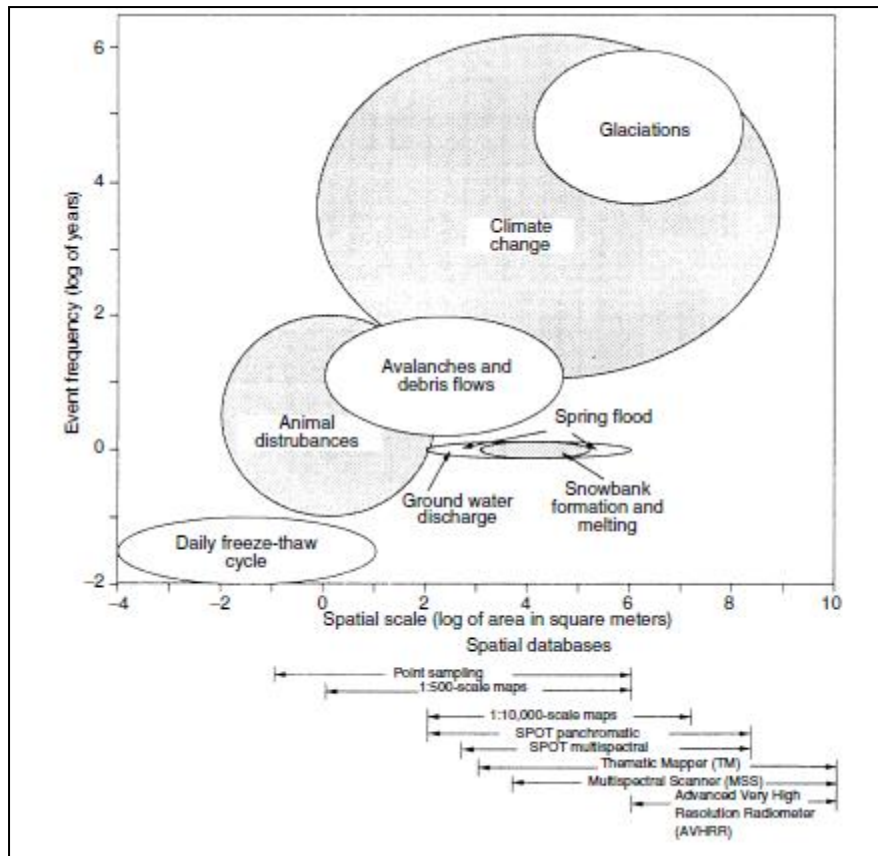 6
Glaciations
4
Climate
change
Event frequency (log of years)
2
Avalanches and
debris flows
Spring flood
Animal
distrubances
0
Ground water
discharge
Snowbank
formation and
melting
Daily freeze-thaw
cycle
–2
–4 –2 0 2 4 6 8 10
Spatial scale (log of area in square meters)
Spatial databases
Point sampling
1:500-scale maps
1:10,000-scale maps
SPOT panchromatic
SPOT multispectral
Thematic Mapper (TM)
Multispectral Scanner (MSS)
Advanced Very High
Resolution Radiometer
(AVHRR)